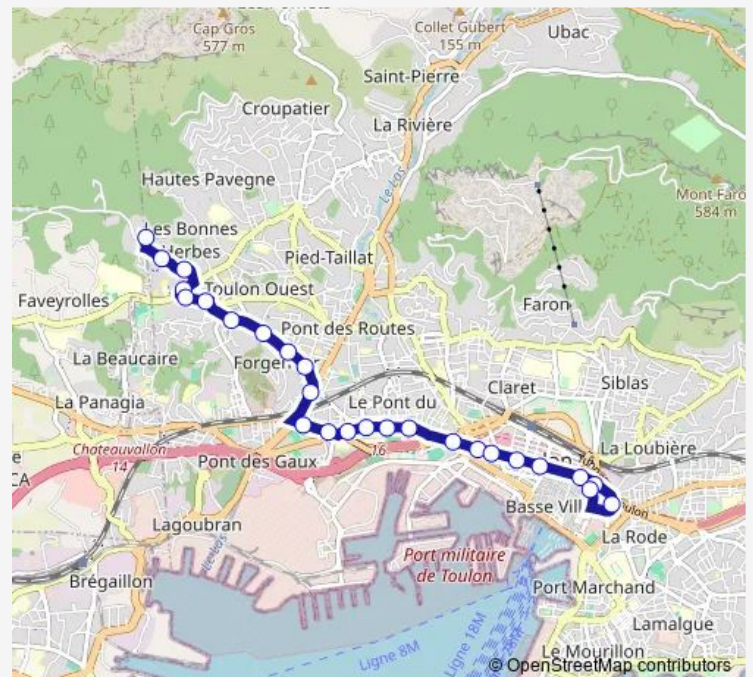 Cap Gros
577 m
Collet Gubert
155 m
Ubac
Saint-Pierre
Croupatier
La Rivière
Le Las
Hautes Pavegne
Mont Faro
584 m
Les Bonnes
Herbes
Pied-Taillat
Toulon Ouest
Faveyrolles
Faron
Pont des Routes
La Beaucaire
Claret
Siblas
La Panagia
Le Pont du
La Loubière
Chateauvallon
14
16
Pont des Gaux
Basse Vill
La Rode
Lagoubran
Port militaire
de Toulon
Brégaillon
Port Marchand
Lamalgue
Ligne 8M
Ligne 18M
Le Mourillon
© OpenStreetMap contributors